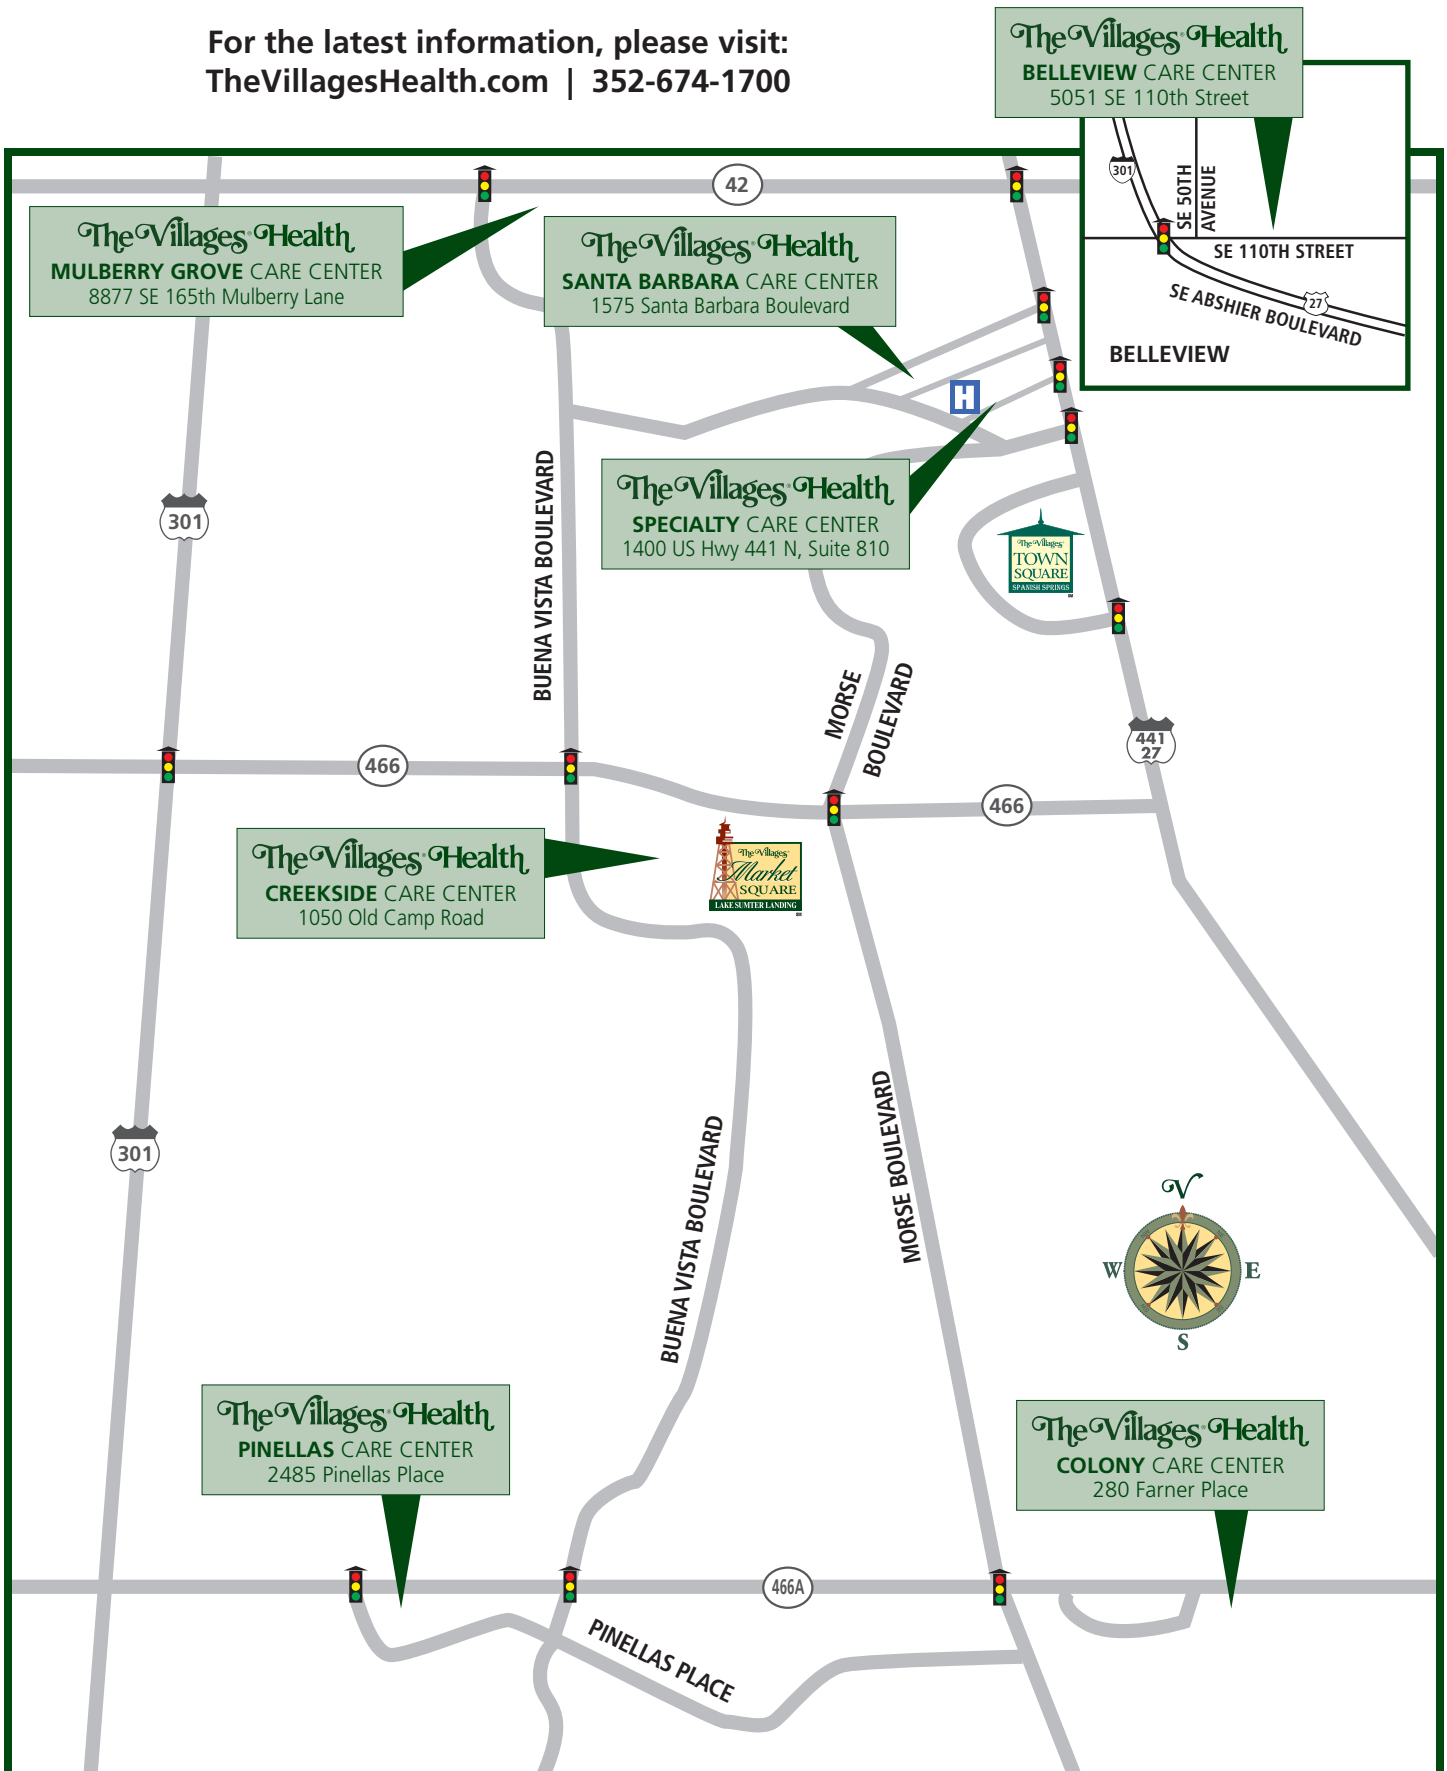 For the latest information, please visit:
TheVillagesHealth.com | 352-674-1700
The Villages® Health
BELLEVIEW CARE CENTER
5051 SE 110th Street
301
SE 50TH
AVENUE
SE 110TH STREET
27
SE ABSHIER BOULEVARD
BELLEVIEW
42
The Villages® Health
MULBERRY GROVE CARE CENTER
8877 SE 165th Mulberry Lane
The Villages® Health
SANTA BARBARA CARE CENTER
1575 Santa Barbara Boulevard
H
301
BUENA VISTA BOULEVARD
The Villages® Health
SPECIALTY CARE CENTER
1400 US Hwy 441 N, Suite 810
The Villages
TOWN
SQUARE
SPANISH SPRINGS
MORSE
BOULEVARD
441
27
466
466
The Villages® Health
CREEKSIDE CARE CENTER
1050 Old Camp Road
The Villages
Market
SQUARE
LAKE SUMTER LANDING
301
BUENA VISTA BOULEVARD
MORSE BOULEVARD
V
W
E
S
The Villages® Health
PINELLAS CARE CENTER
2485 Pinellas Place
The Villages® Health
COLONY CARE CENTER
280 Farner Place
466A
PINELLAS PLACE